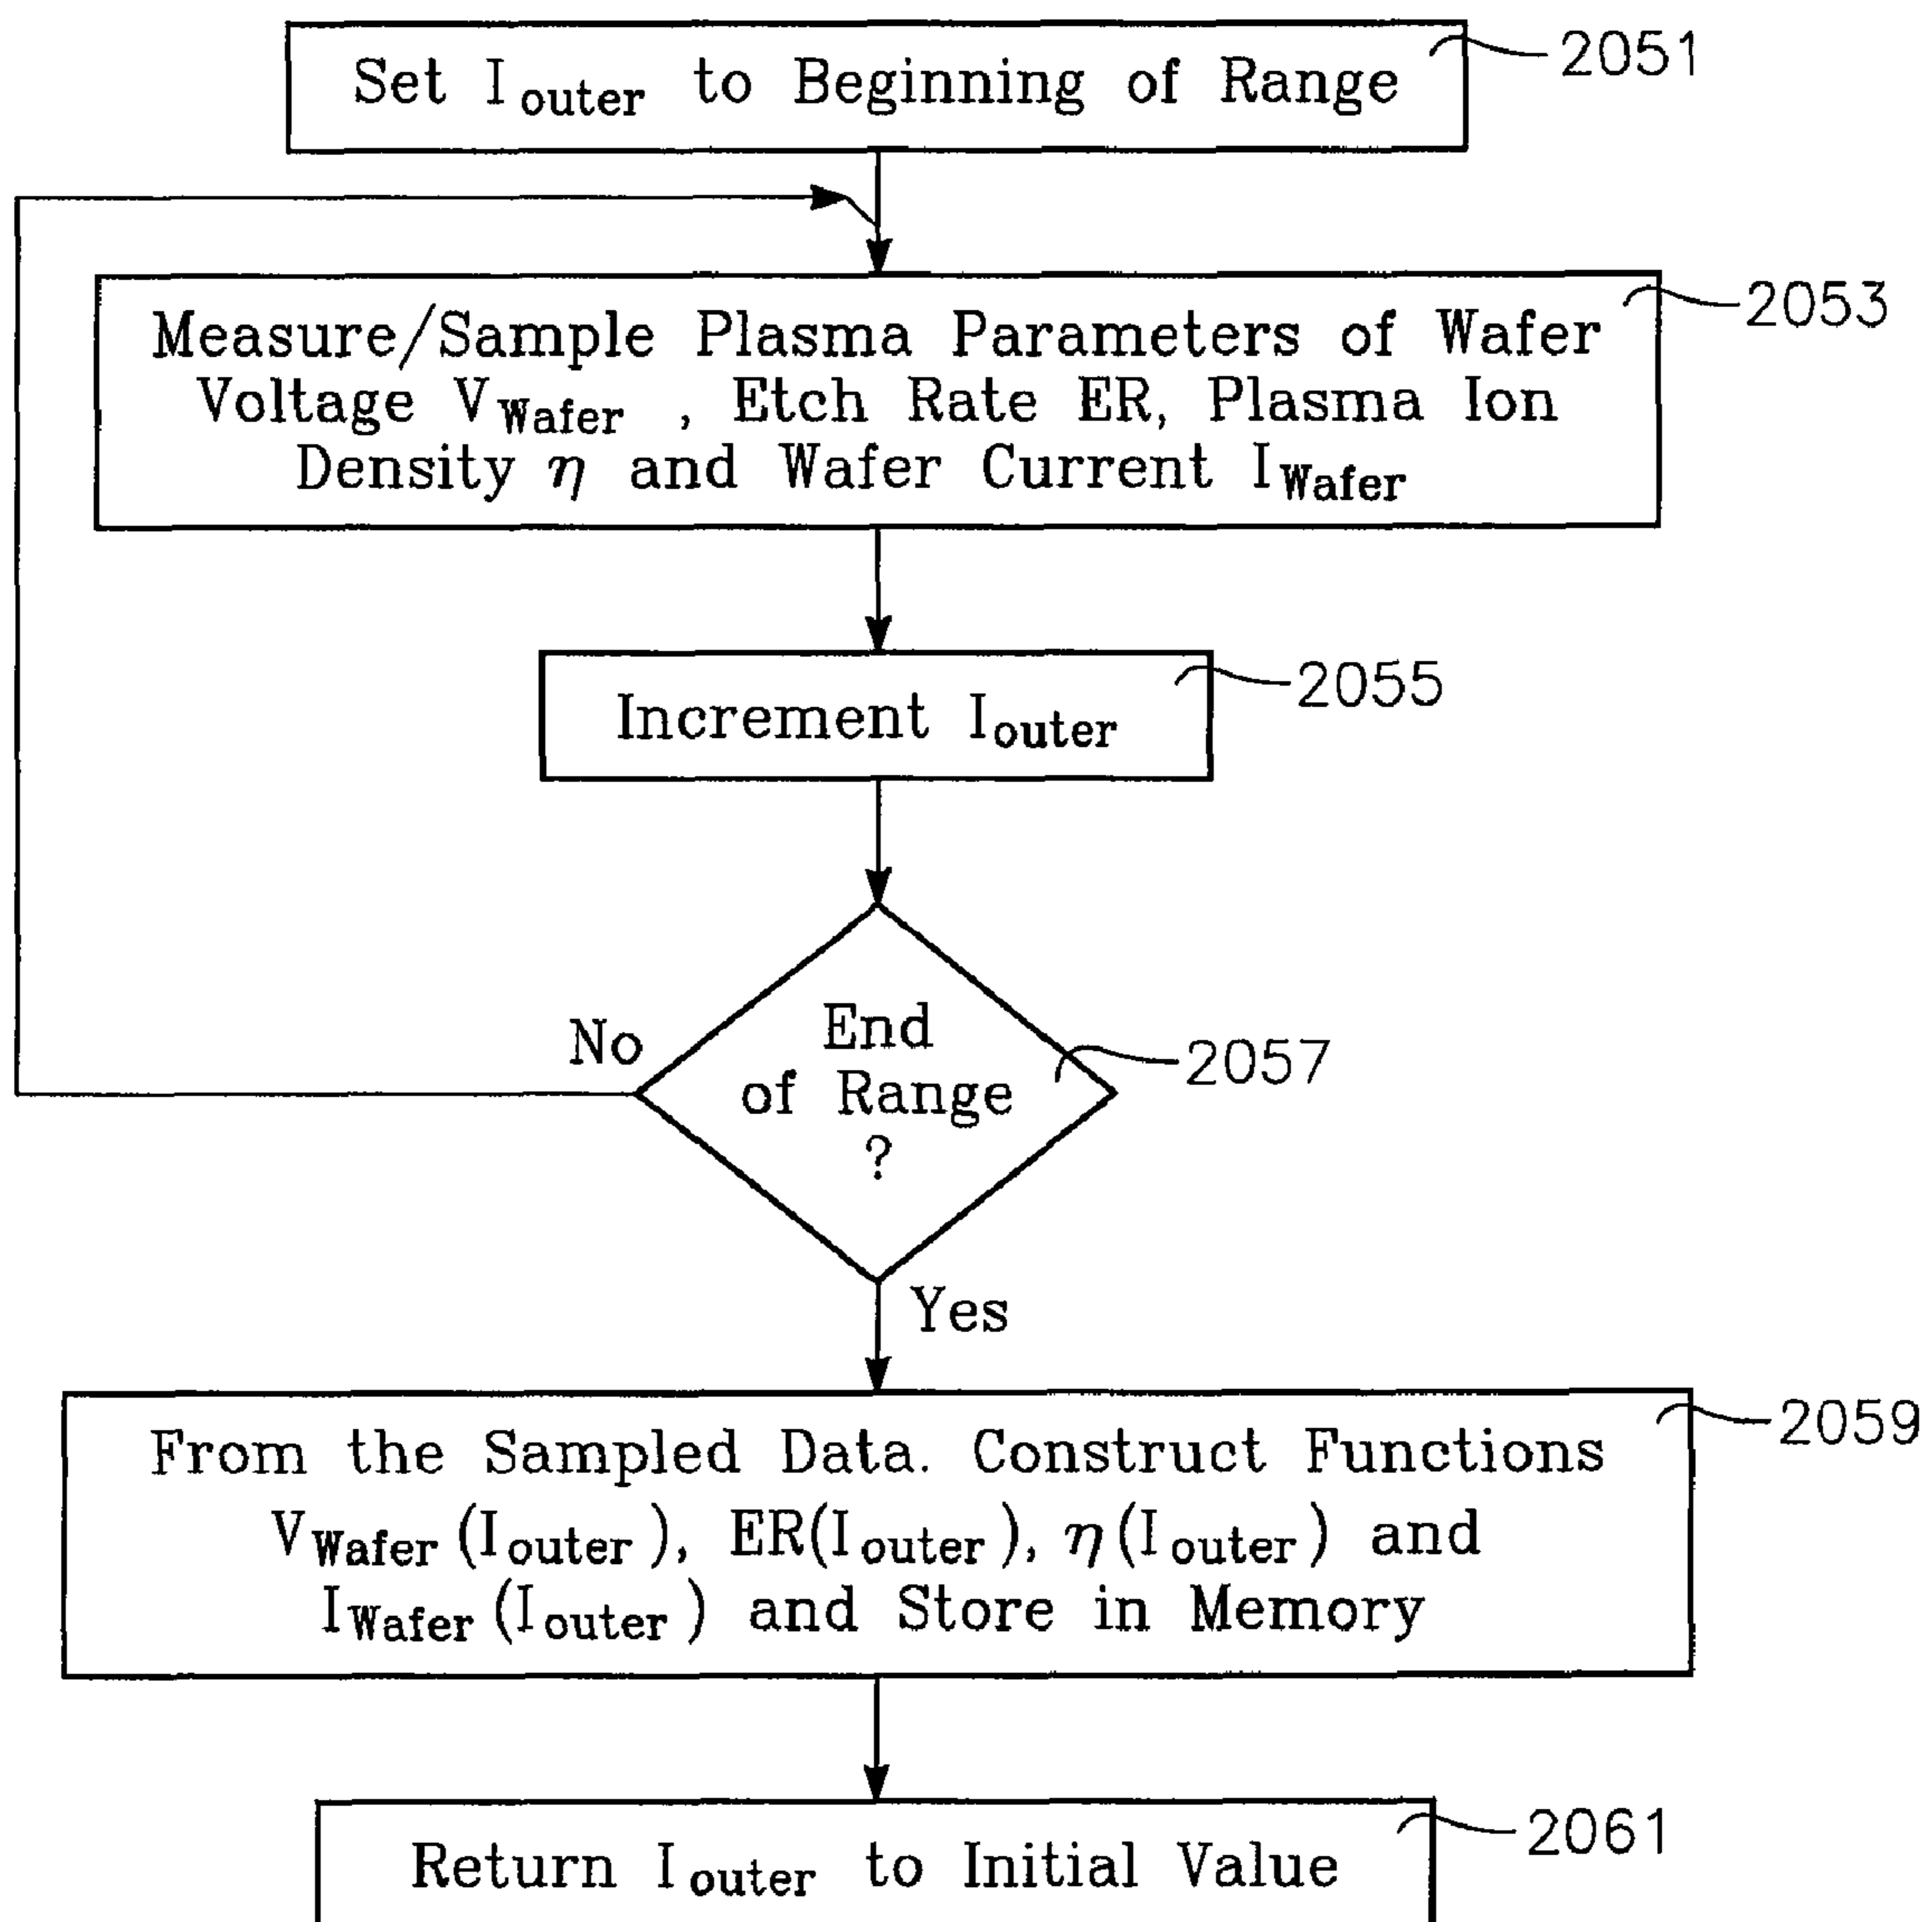 Set I outer to Beginning of Range
2051
Measure/Sample Plasma Parameters of Wafer
Voltage V Wafer , Etch Rate ER, Plasma Ion
Density η and Wafer Current I Wafer
2053
Increment I outer
2055
End
of Range
?
2057
No
Yes
From the Sampled Data. Construct Functions
V Wafer (I outer ), ER(I outer ), η (I outer ) and
I Wafer (I outer ) and Store in Memory
2059
Return I outer to Initial Value
2061